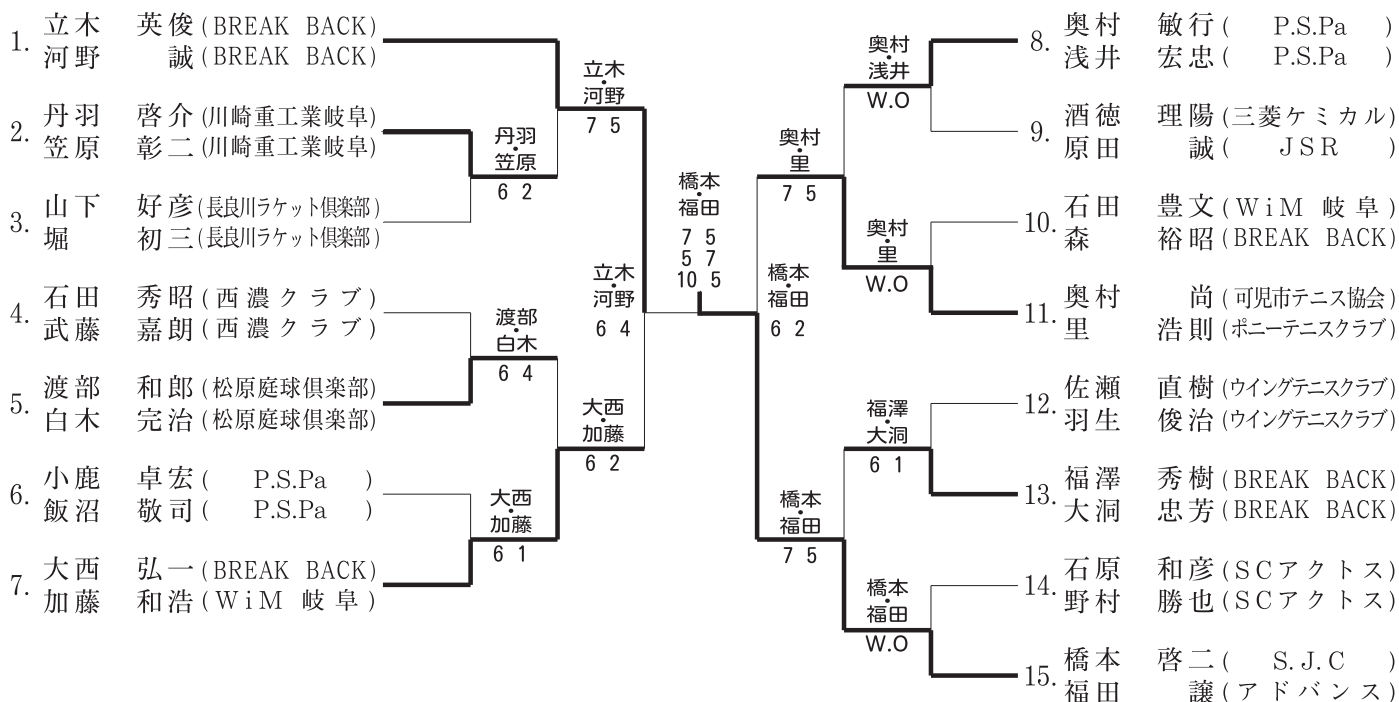 1. 立木 英俊 (BREAK BACK)
河野 誠 (BREAK BACK)
2. 丹羽 啓介 (川崎重工業岐阜)
笠原 彰二 (川崎重工業岐阜)
3. 山下 好彦 (長良川ラケット倶楽部)
堀 初三 (長良川ラケット倶楽部)
4. 石田 秀昭 (西濃クラブ)
武藤 嘉朗 (西濃クラブ)
5. 渡部 和郎 (松原庭球倶楽部)
白木 完治 (松原庭球倶楽部)
6. 小鹿 卓宏 ( P.S.Pa )
飯沼 敬司 ( P.S.Pa )
7. 大西 弘一 (BREAK BACK)
加藤 和浩 (WiM 岐阜)
丹羽・
笠原
6 2
渡部・
白木
6 4
大西・
加藤
6 1
立木・
河野
7 5
大西・
加藤
6 2
立木・
河野
6 4
橋本・
福田
7 5
5 7
10 5
橋本・
福田
6 2
奥村・
里
7 5
橋本・
福田
7 5
奥村・
浅井
W.O
奥村・
里
W.O
福澤・
大洞
6 1
橋本・
福田
W.O
8. 奥村 敏行 ( P.S.Pa )
浅井 宏忠 ( P.S.Pa )
9. 酒徳 理陽 (三菱ケミカル)
原田 誠 ( JSR )
10. 石田 豊文 (WiM 岐阜)
森 裕昭 (BREAK BACK)
11. 奥村 尚 (可児市テニス協会)
里 浩則 (ポニーテニスクラブ)
12. 佐瀬 直樹 (ウイングテニスクラブ)
羽生 俊治 (ウイングテニスクラブ)
13. 福澤 秀樹 (BREAK BACK)
大洞 忠芳 (BREAK BACK)
14. 石原 和彦 (SCアクトス)
野村 勝也 (SCアクトス)
15. 橋本 啓二 ( S.J.C )
福田 譲 (アドバンス)